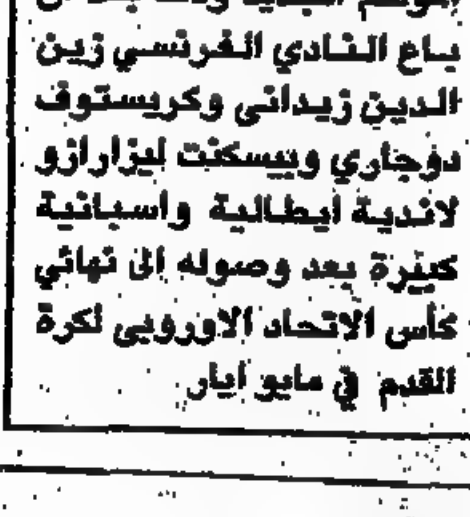 باع النادي الفرنسي زين
الدين زيداني وكريستوف
دوجاري وبيسكنت ليزارازو
لاندية ايطالية واسبانية
كبيرة بعد وصوله الى نهائي
كأس الاتحاد الاوروبي لكرة
القدم في مايو ايار